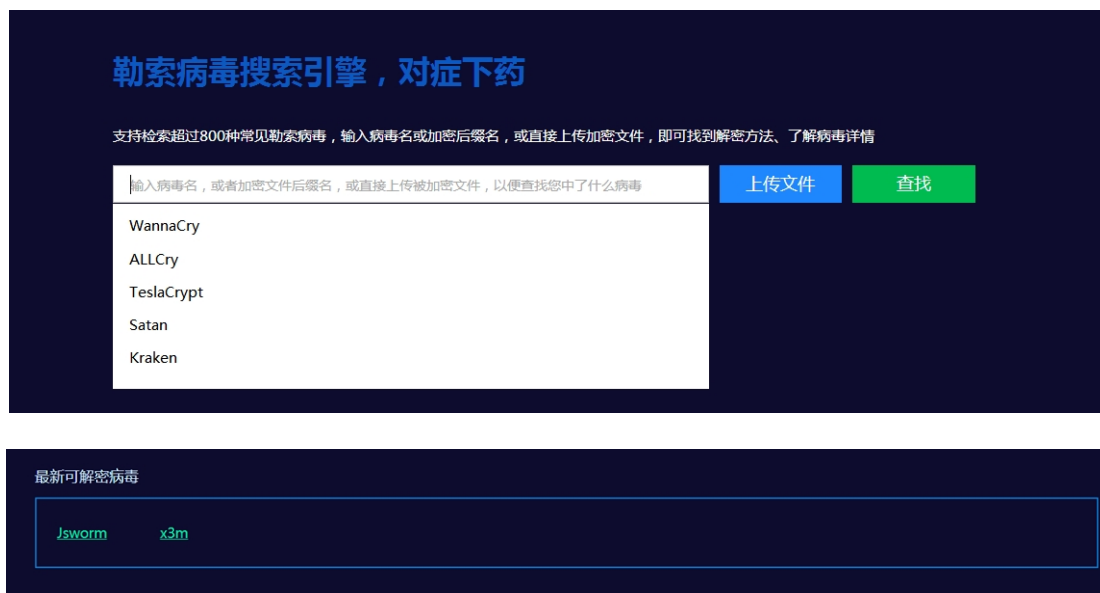 勒索病毒搜索引擎，对症下药
支持检索超过800种常见勒索病毒，输入病毒名或加密后缀名，或直接上传加密文件，即可找到解密方法、了解病毒详情
输入病毒名，或者加密文件后缀名，或直接上传被加密文件，以便查找您中了什么病毒
上传文件
查找
WannaCry
ALLCry
TeslaCrypt
Satan
Kraken
最新可解密病毒
Jsworm
x3m